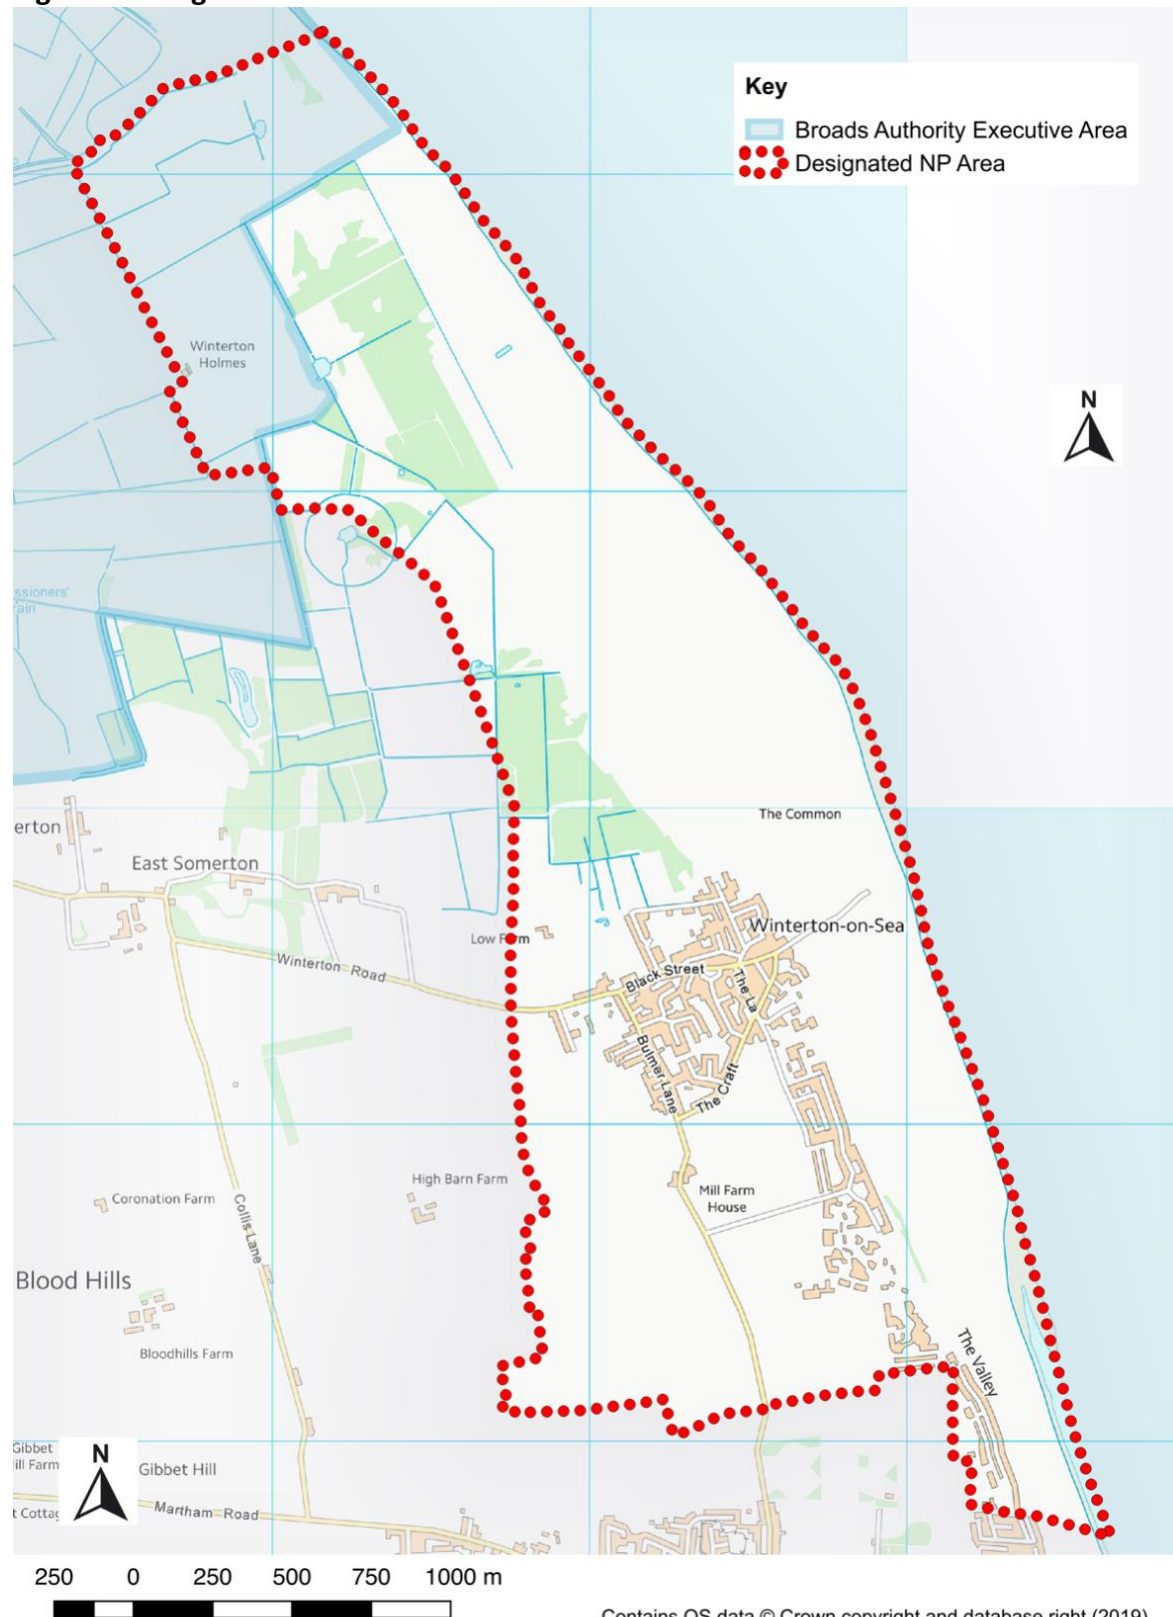 Key
Broads Authority Executive Area
Designated NP Area
Winterton
Holmes
N
ssioners'
ain
The Common
erton
East Somerton
Winterton-on-Sea
Low
Winterton Road
Black Street
The La
Bulmer Lane
The Craft
High Barn Farm
Mill Farm
House
Coronation Farm
Collis Lane
Blood Hills
Bloodhills Farm
The Valley
Gibbet
ill Farm
N
Gibbet Hill
t Cottag
Martham Road
250 0 250 500 750 1000 m
Contains OS data © Crown copyright and database right (2019)